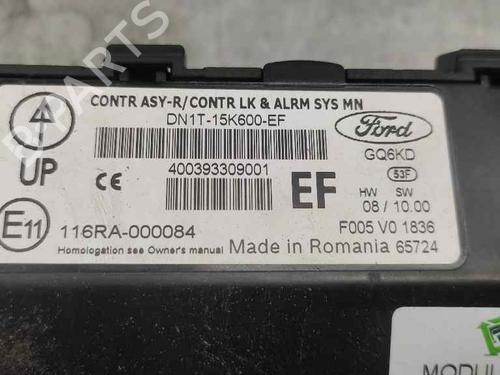 CONTR ASY-R/CONTR LK & ALRM SYS MN
DN1T-15K600-EF
Ford
GQ6KD
UP
400393309001
53F
CE
EF
HW SW
08 / 10.00
E11
116RA-000084
F005 V0 1836
Homologation see Owner's manual
Made in Romania 65724